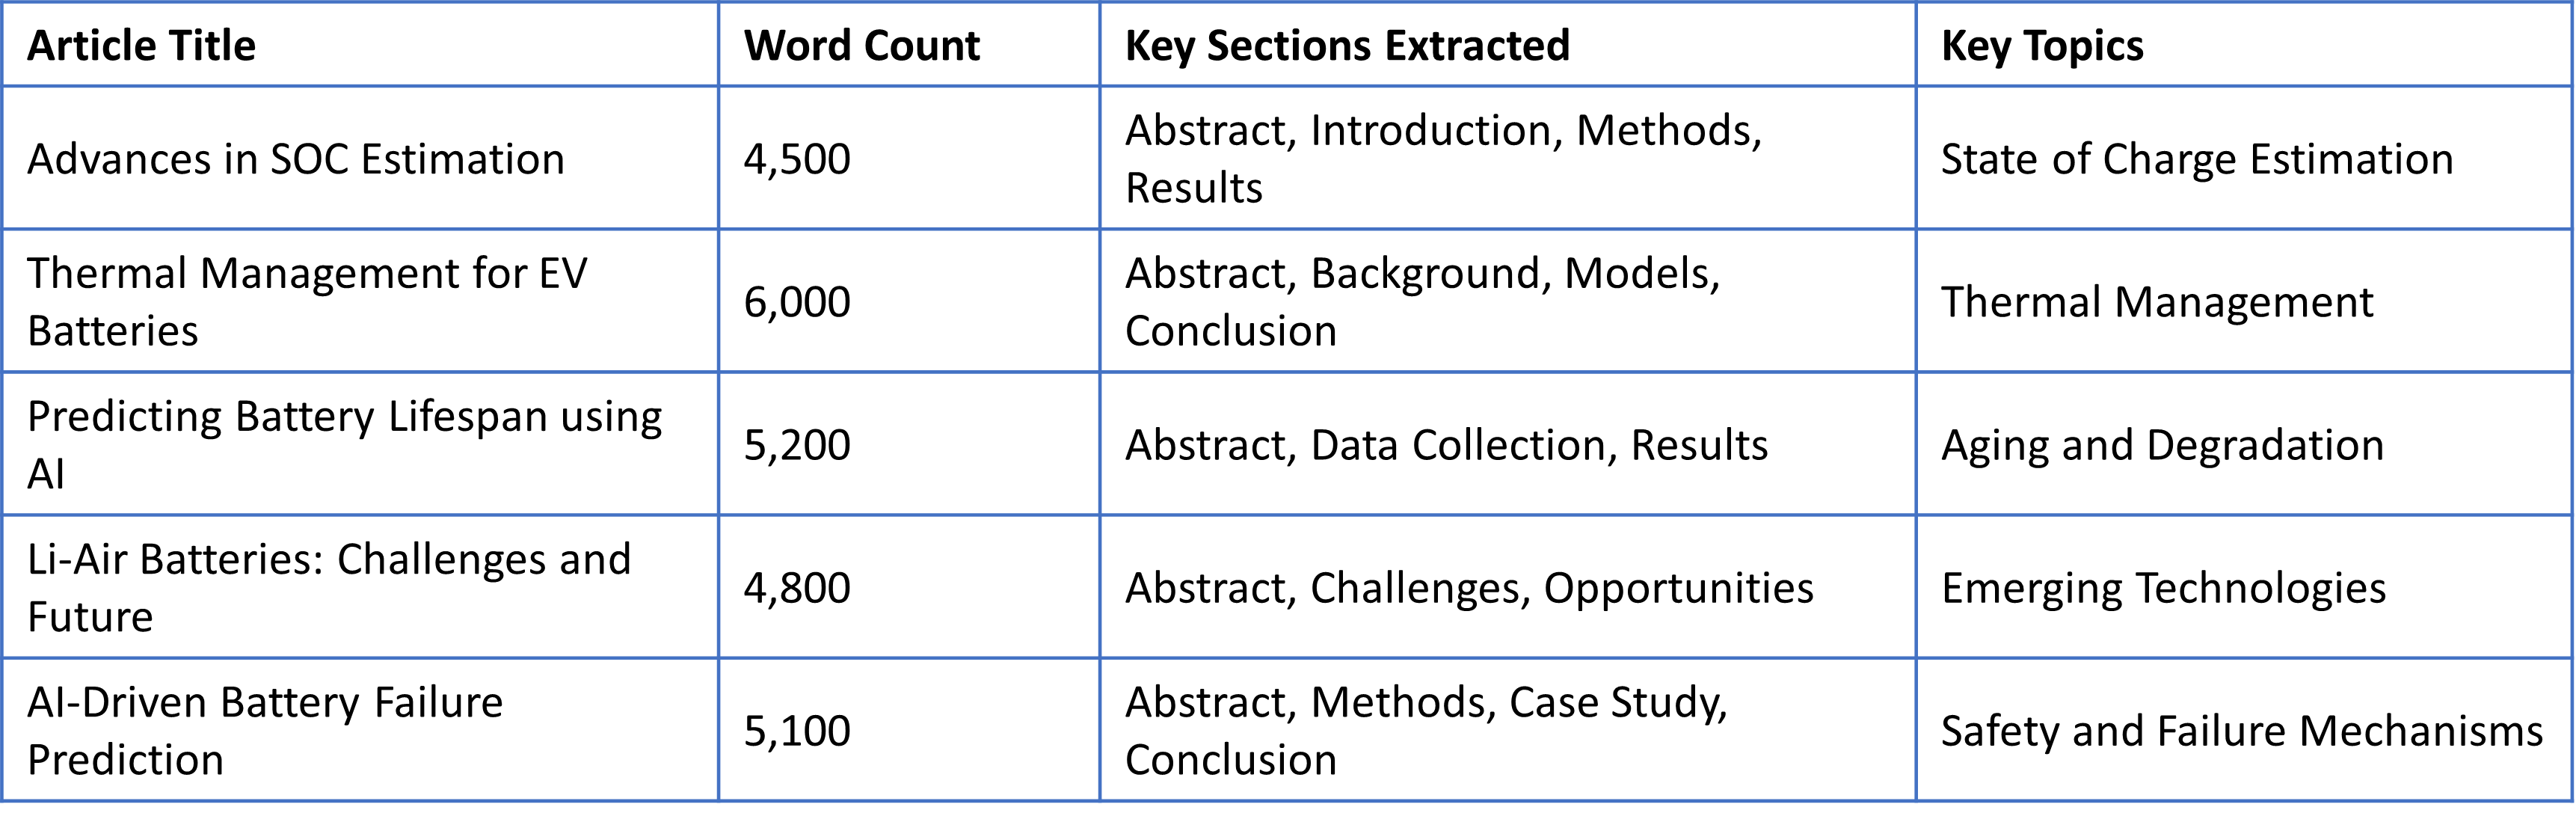 Article Title
Word Count
Key Sections Extracted
Key Topics
Advances in SOC Estimation
4,500
Abstract, Introduction, Methods,
Results
State of Charge Estimation
Thermal Management for EV
Batteries
6,000
Abstract, Background, Models,
Conclusion
Thermal Management
Predicting Battery Lifespan using
AI
5,200
Abstract, Data Collection, Results
Aging and Degradation
Li-Air Batteries: Challenges and
Future
4,800
Abstract, Challenges, Opportunities
Emerging Technologies
AI-Driven Battery Failure
Prediction
5,100
Abstract, Methods, Case Study,
Conclusion
Safety and Failure Mechanisms